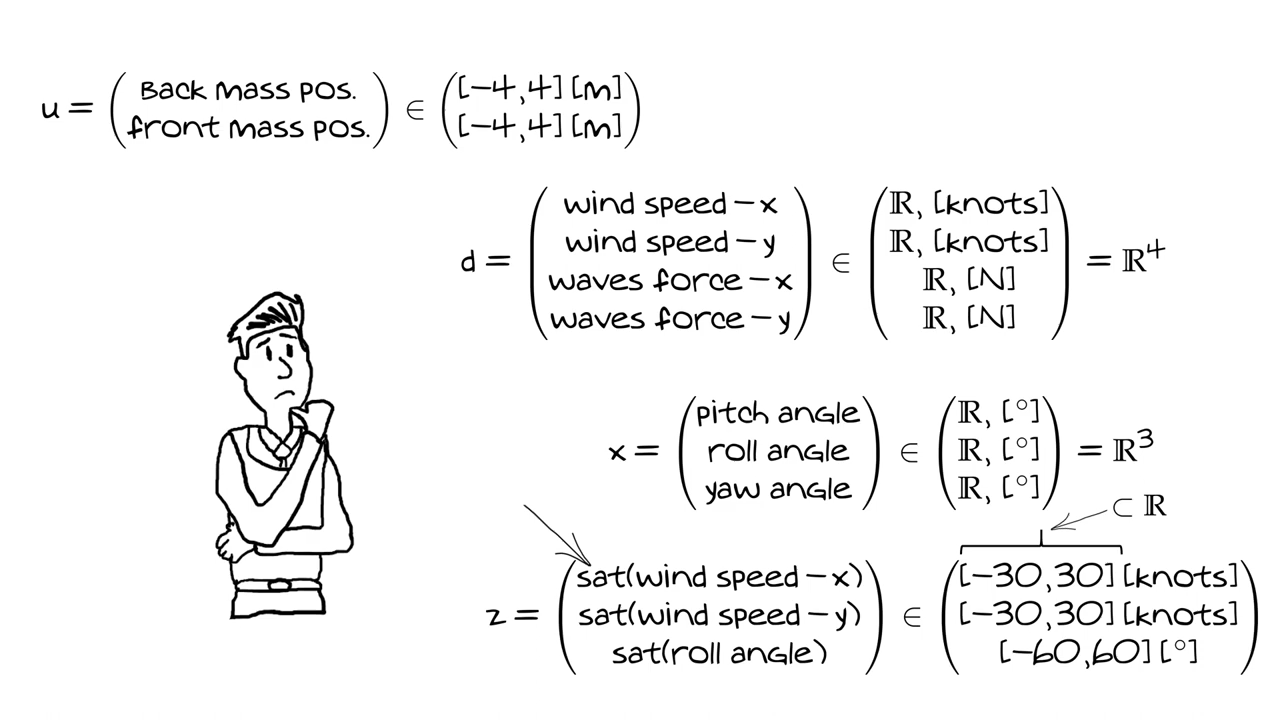 u = (Back mass pos. front mass pos.) ∈ ([−4,4][m] [−4,4][m])
d = (wind speed − x wind speed − y waves force − x waves force − y) ∈ (ℝ, [knots] ℝ, [knots] ℝ, [N] ℝ, [N]) = ℝ⁴
x = (pitch angle roll angle yaw angle) ∈ (ℝ, [°] ℝ, [°] ℝ, [°]) = ℝ³
⊂ ℝ
z = (sat(wind speed − x) sat(wind speed − y) sat(roll angle)) ∈ ([−30,30][knots] [−30,30][knots] [−60,60][°])